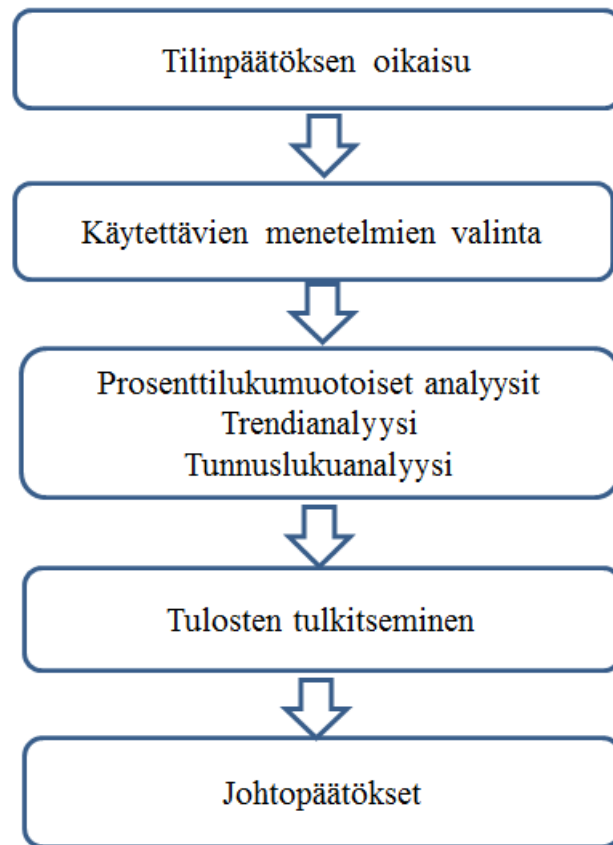 Tilinpäätöksen oikaisu
Käytettävien menetelmien valinta
Prosenttilukumuotoiset analyysit
Trendianalyysi
Tunnuslukuanalyysi
Tulosten tulkitseminen
Johtopäätökset